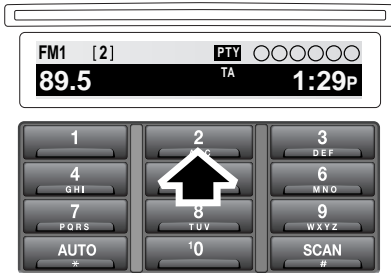 FM1 [2] PTY
89.5 TA 1:29P
1 2 3
DEF
4 6
GHI MNO
7 8 9
PQRS TUV WXYZ
AUTO 10 SCAN
* #